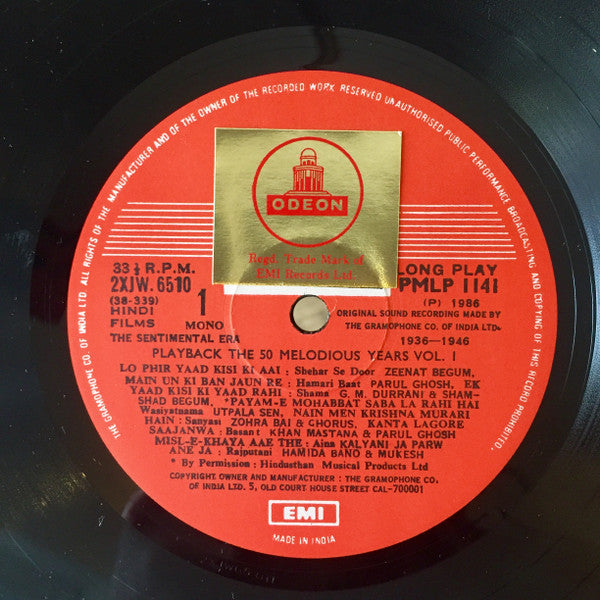 THE GRAMOPHONE CO. OF INDIA LTD. ALL RIGHTS OF THE MANUFACTURER AND OF THE OWNER OF THE RECORDED WORK RESERVED UNAUTHORISED PUBLIC PERFORMANCE BROADCASTING AND COPYING OF THIS RECORD PROHIBITED.
ODEON
Regd. Trade Mark of
EMI Records Ltd.
33⅓ R.P.M. LONG PLAY
2XJW. 6510 PMLP 1141
(38-339) 1 (P) 1986
HINDI ORIGINAL SOUND RECORDING MADE BY
FILMS MONO THE GRAMOPHONE CO. OF INDIA LTD.
THE SENTIMENTAL ERA 1936—1946
PLAYBACK THE 50 MELODIOUS YEARS VOL. I
LO PHIR YAAD KISI KI AAI : Shehar Se Door ZEENAT BEGUM,
MAIN UN KI BAN JAUN RE : Hamari Baat PARUL GHOSH, EK
YAAD KISI KI YAAD RAHI : Shama G. M. DURRANI & SHAM-
SHAD BEGUM, *PAYAM-E MOHABBAT SABA LA RAHI HAI
Wasiyatnama UTPALA SEN, NAIN MEN KRISHNA MURARI
HAIN : Sanyasi ZOHRA BAI & CHORUS, KANTA LAGORE
SAAJANWA : Basant KHAN MASTANA & PARUL GHOSH
MISL-E-KHAYA AAE THE : Aina KALYANI JA PARW
ANE JA : Rajputani HAMIDA BANO & MUKESH
* By Permission : Hindusthan Musical Products Ltd
COPYRIGHT OWNER AND MANUFACTURER : THE GRAMOPHONE CO.
OF INDIA LTD. 5, OLD COURT HOUSE STREET CAL-700001
EMI
MADE IN INDIA